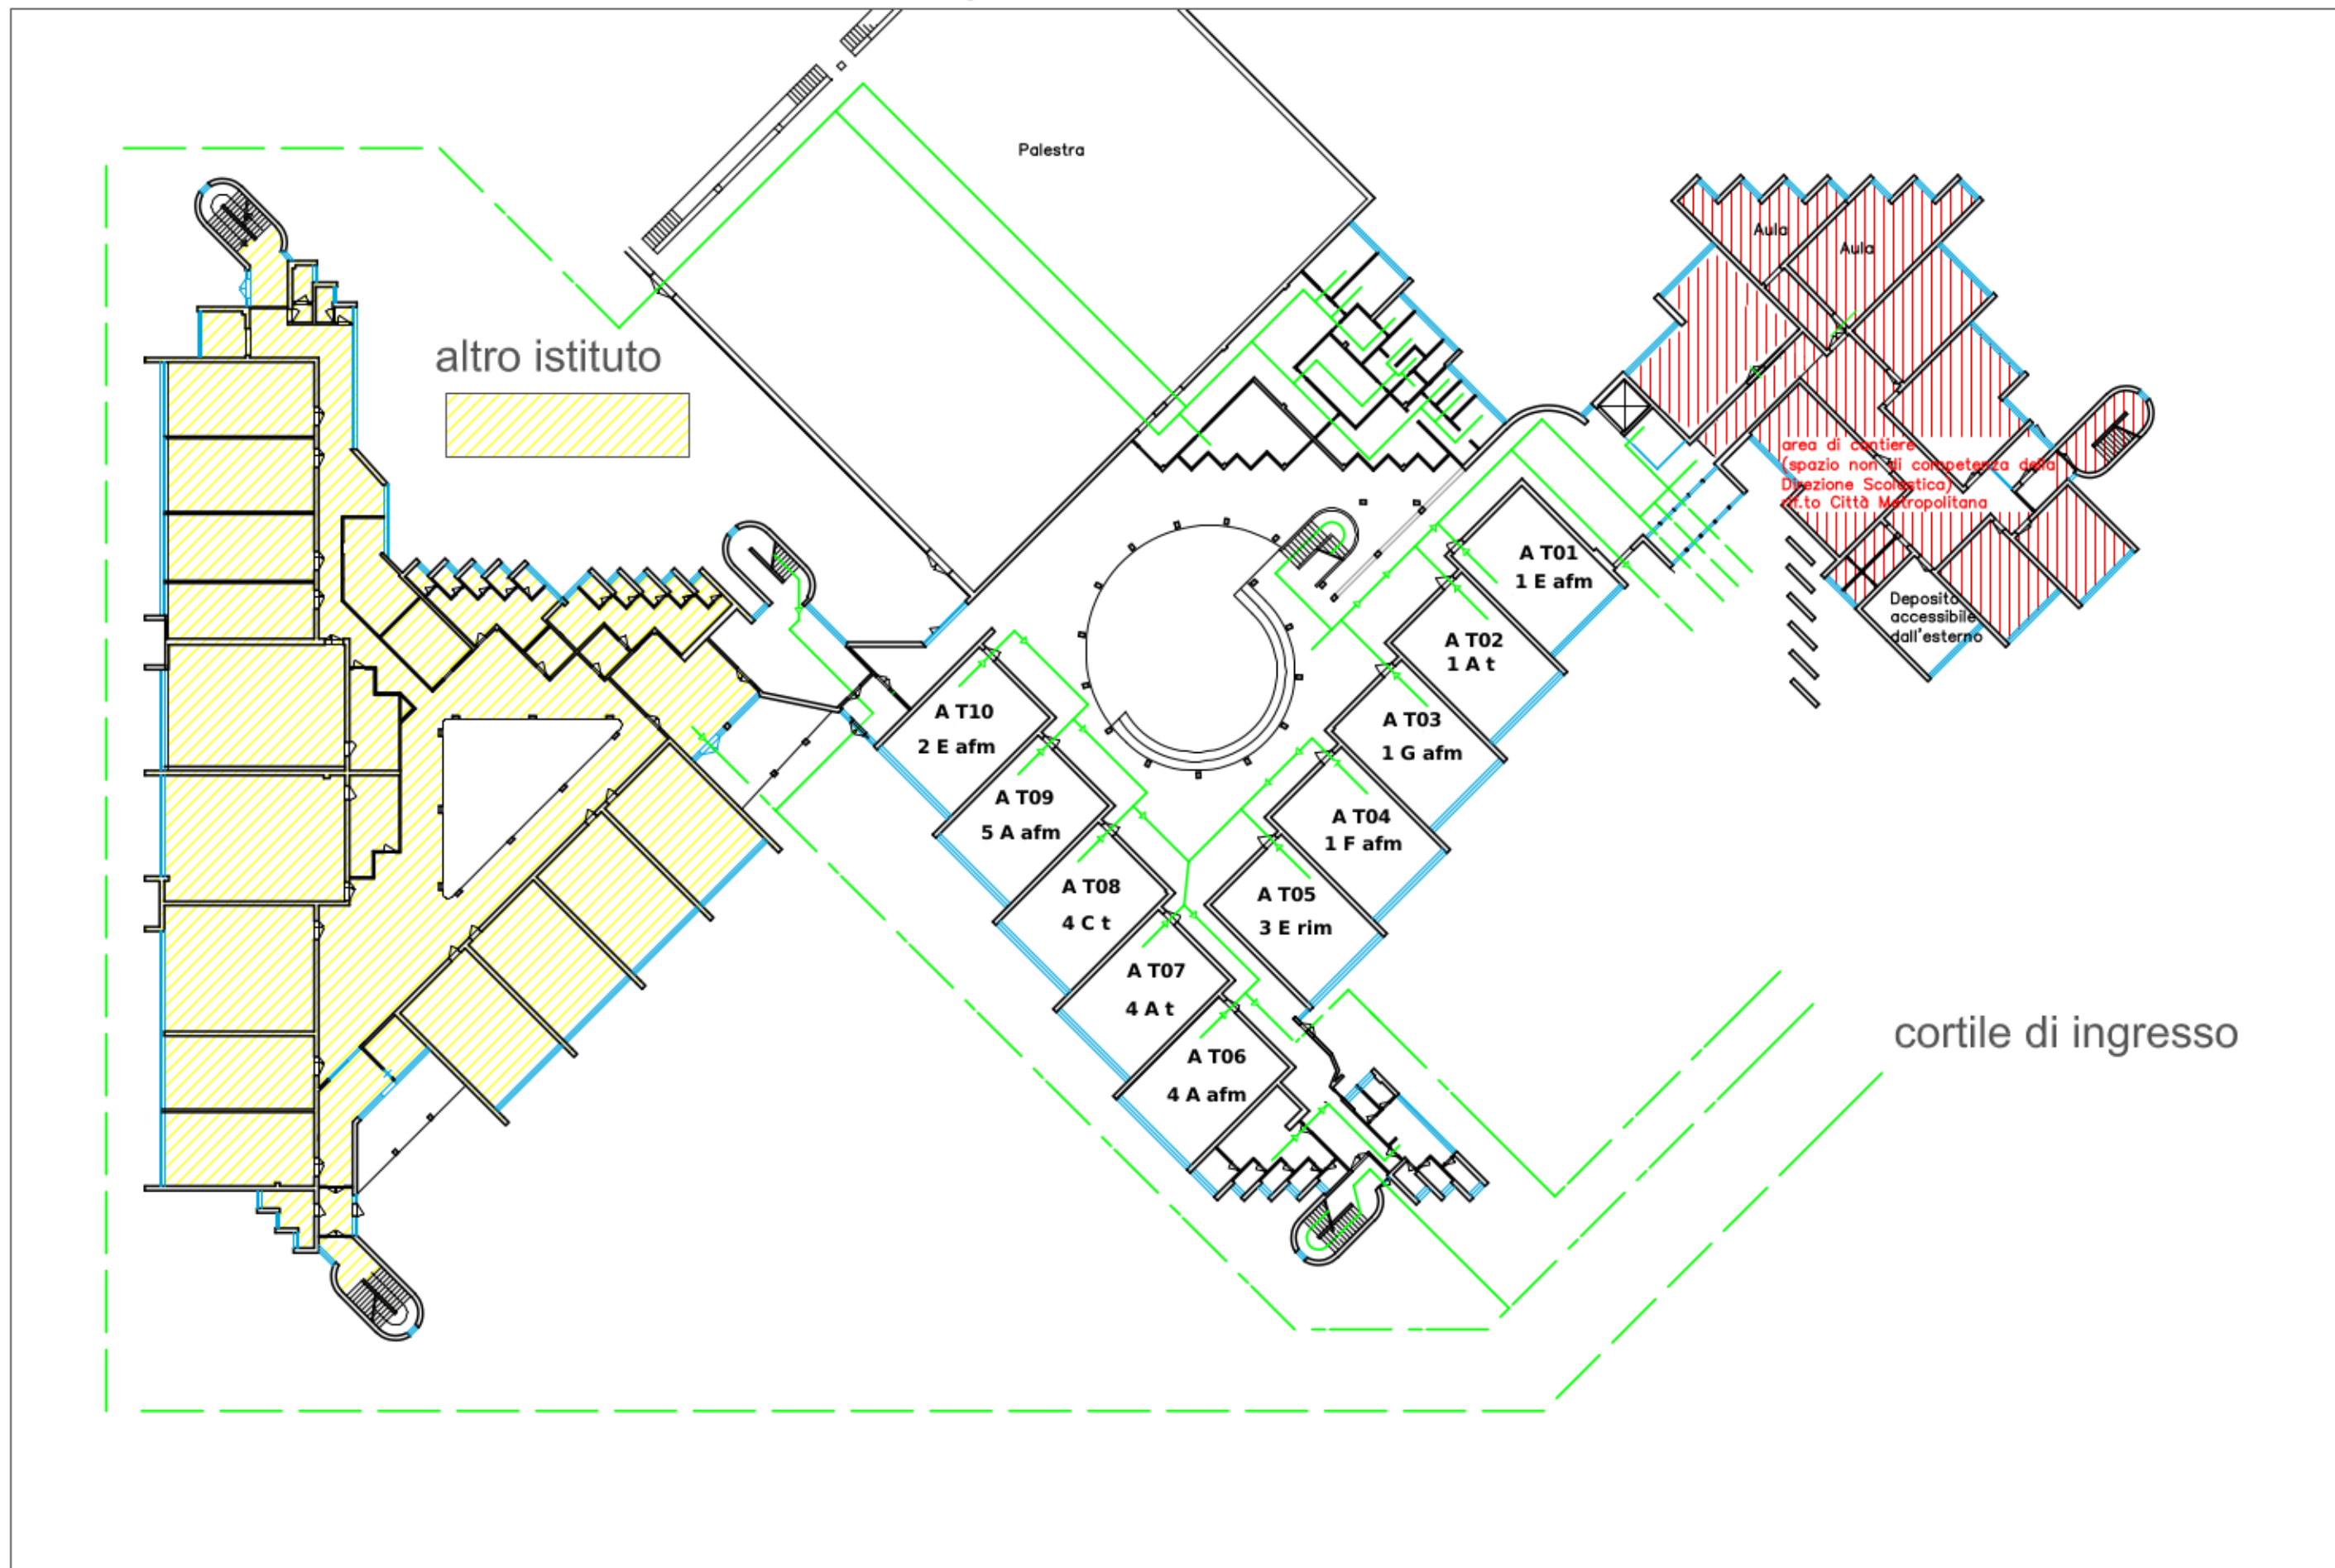 Palestra
Aula
Aula
altro istituto
area di cantiere
(spazio non di competenza della
Direzione Scolastica)
rif.to Città Metropolitana
A T01
1 E afm
Deposito
accessibile
dall'esterno
A T02
1 A t
A T10
2 E afm
A T03
1 G afm
A T09
5 A afm
A T04
1 F afm
A T08
4 C t
A T05
3 E rim
A T07
4 A t
cortile di ingresso
A T06
4 A afm